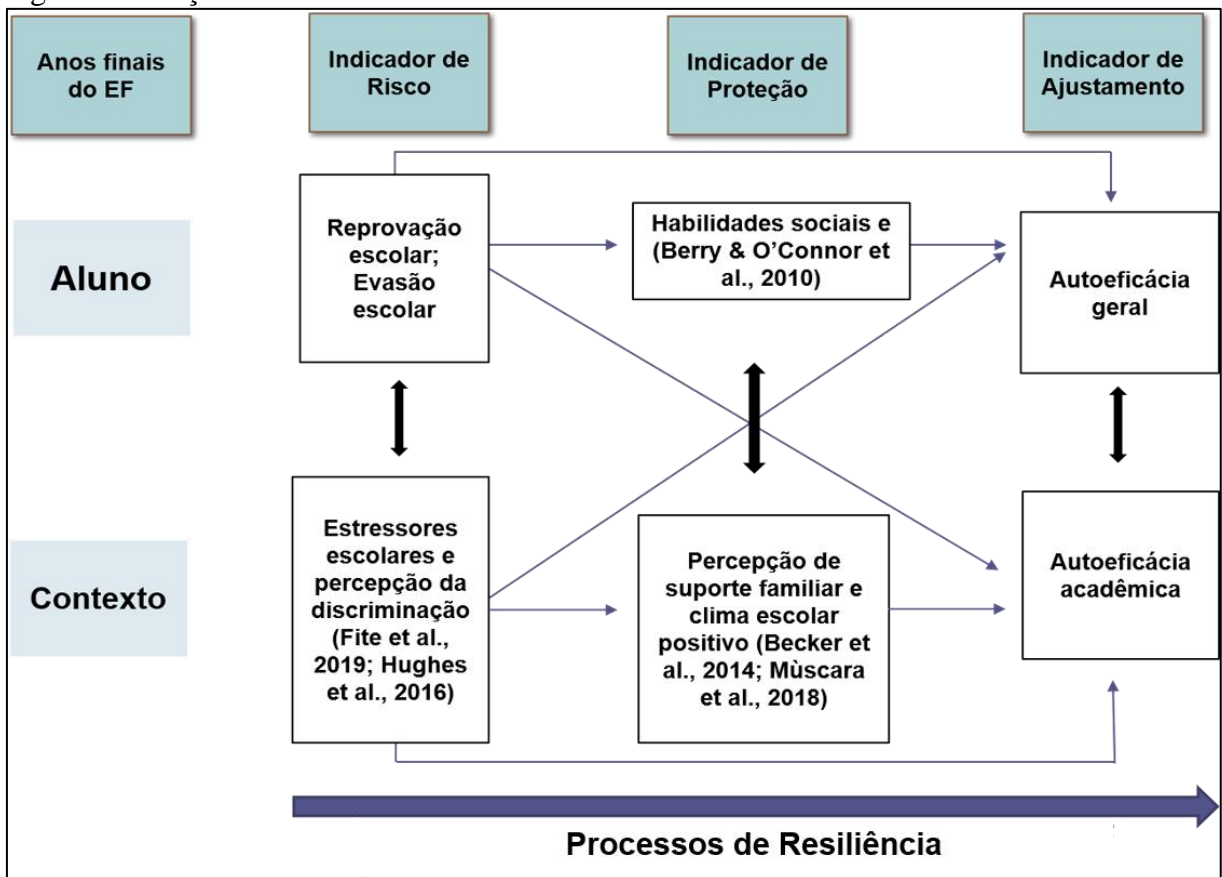 Anos finais
do EF
Indicador de
Risco
Indicador de
Proteção
Indicador de
Ajustamento
Aluno
Reprovação
escolar;
Evasão
escolar
Habilidades sociais e
(Berry & O’Connor et
al., 2010)
Autoeficácia
geral
Contexto
Estressores
escolares e
percepção da
discriminação
(Fite et al.,
2019; Hughes
et al., 2016)
Percepção de
suporte familiar e
clima escolar
positivo (Becker et
al., 2014; Mùscara
et al., 2018)
Autoeficácia
acadêmica
Processos de Resiliência